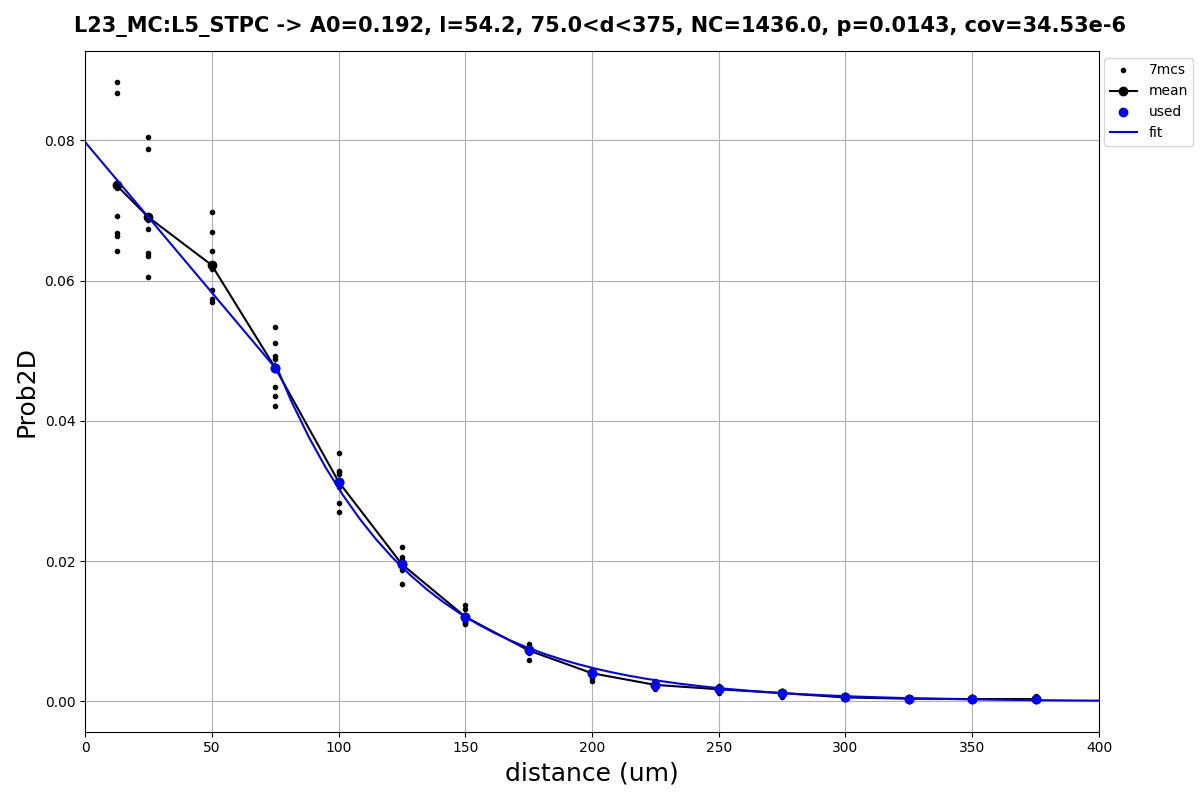 L23_MC:L5_STPC -> A0=0.192, l=54.2, 75.0<d<375, NC=1436.0, p=0.0143, cov=34.53e-6
7mcs
mean
used
fit
0.08
0.06
0.04
0.02
0.00
Prob2D
0 50 100 150 200 250 300 350 400
distance (um)